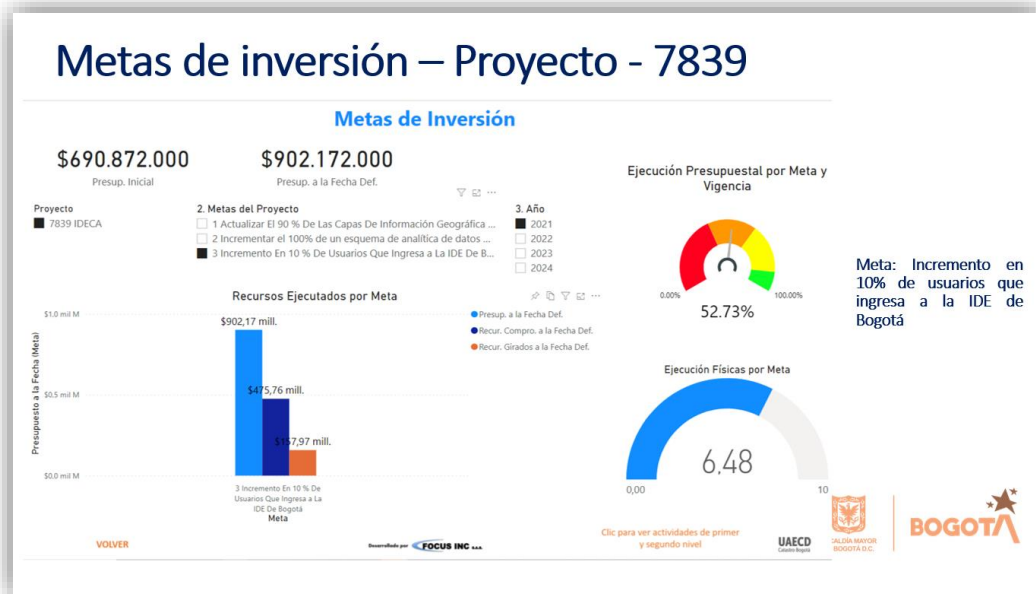 Metas de inversión – Proyecto - 7839
Metas de Inversión
$690.872.000
Presup. Inicial
$902.172.000
Presup. a la Fecha Def.
Proyecto
7839 IDECA
2. Metas del Proyecto
1 Actualizar El 90 % De Las Capas De Información Geográfica ...
2 Incrementar el 100% de un esquema de analítica de datos ...
3 Incremento En 10 % De Usuarios Que Ingresa a La IDE De B...
3. Año
2021
2022
2023
2024
Ejecución Presupuestal por Meta y
Vigencia
0.00%
100.00%
52.73%
Meta: Incremento en
10% de usuarios que
ingresa a la IDE de
Bogotá
Recursos Ejecutados por Meta
Presup. a la Fecha Def.
Recur. Compro. a la Fecha Def.
Recur. Girados a la Fecha Def.
Presupuesto a la Fecha (Meta)
$1.0 mil M
$0.5 mil M
$0.0 mil M
$902,17 mill.
$475,76 mill.
$157,97 mill.
3 Incremento En 10 % De
Usuarios Que Ingresa a La
IDE De Bogotá
Meta
Ejecución Físicas por Meta
6,48
0,00
10
VOLVER
Desarrollado por FOCUS INC S.A.S.
Clic para ver actividades de primer
y segundo nivel
UAECD
Catastro Bogotá
ALCALDÍA MAYOR
BOGOTÁ D.C.
BOGOTÁ